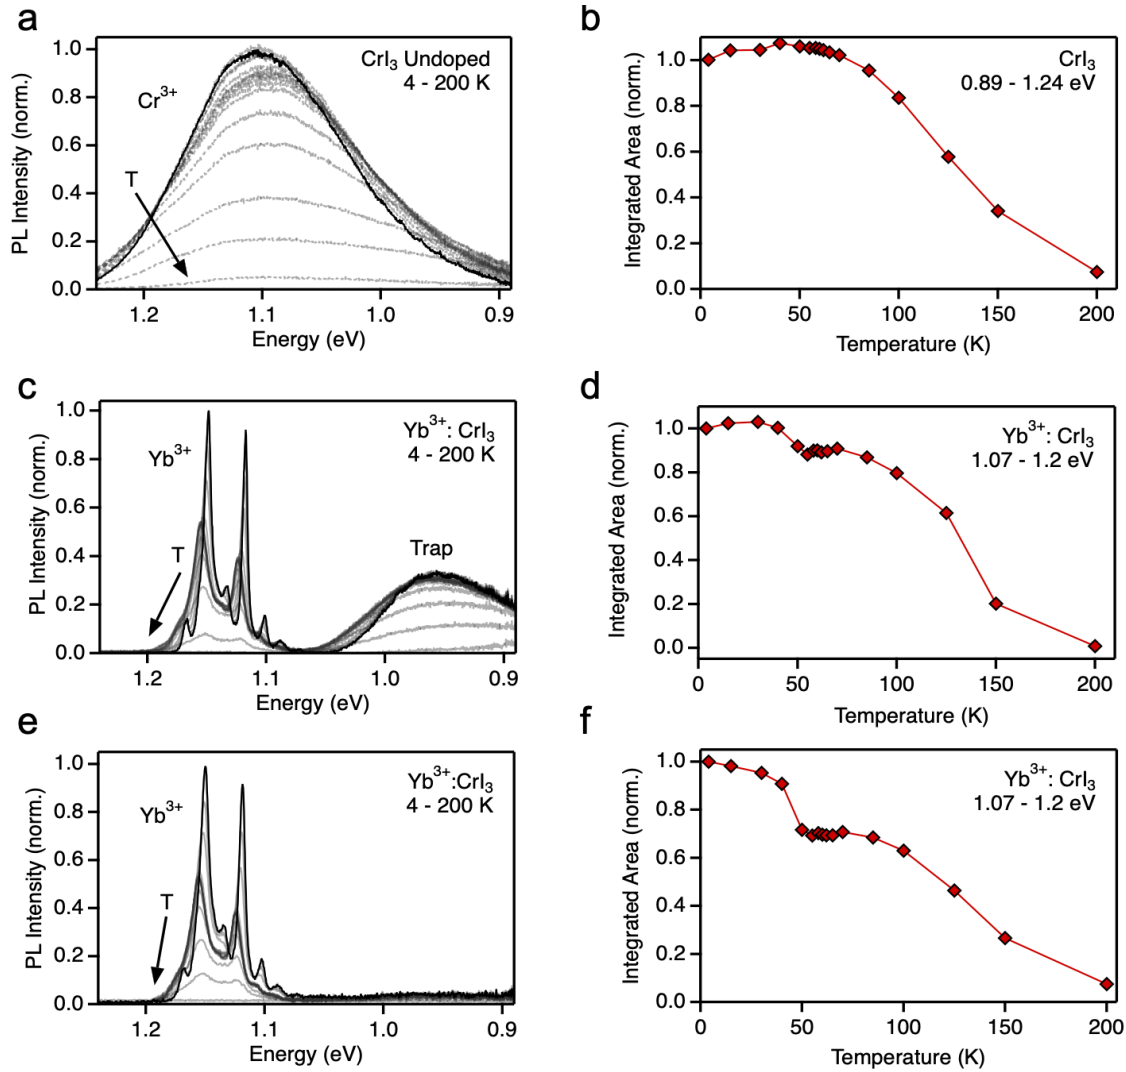 a
CrI3 Undoped
4 - 200 K
Cr3+
T
PL Intensity (norm.)
1.0
0.8
0.6
0.4
0.2
0.0
1.2 1.1 1.0 0.9
Energy (eV)
b
CrI3
0.89 - 1.24 eV
Integrated Area (norm.)
1.0
0.8
0.6
0.4
0.2
0.0
0 50 100 150 200
Temperature (K)
c
Yb3+: CrI3
4 - 200 K
Yb3+
T
Trap
PL Intensity (norm.)
1.0
0.8
0.6
0.4
0.2
0.0
1.2 1.1 1.0 0.9
Energy (eV)
d
Yb3+: CrI3
1.07 - 1.2 eV
Integrated Area (norm.)
1.0
0.8
0.6
0.4
0.2
0.0
0 50 100 150 200
Temperature (K)
e
Yb3+:CrI3
4 - 200 K
Yb3+
T
PL Intensity (norm.)
1.0
0.8
0.6
0.4
0.2
0.0
1.2 1.1 1.0 0.9
Energy (eV)
f
Yb3+: CrI3
1.07 - 1.2 eV
Integrated Area (norm.)
1.0
0.8
0.6
0.4
0.2
0.0
0 50 100 150 200
Temperature (K)